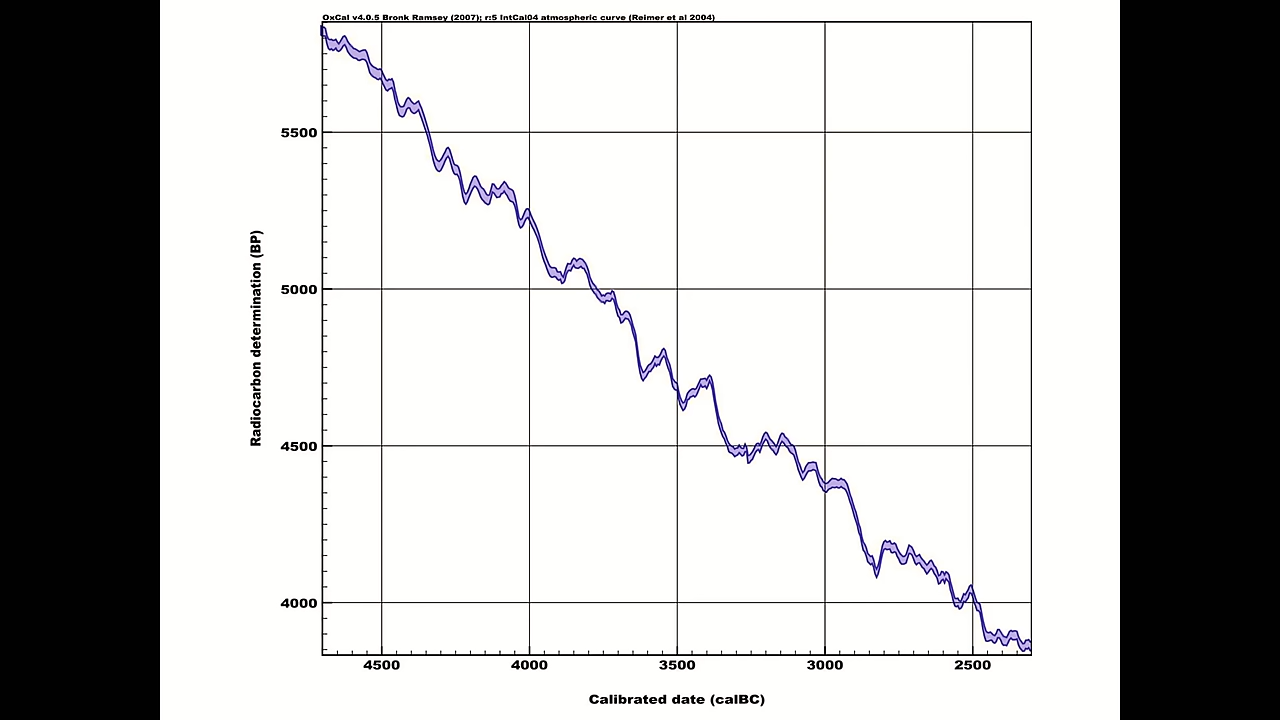 OxCal v4.0.5 Bronk Ramsey (2007); r:5 IntCal04 atmospheric curve (Reimer et al 2004)
Radiocarbon determination (BP)
5500
5000
4500
4000
4500 4000 3500 3000 2500
Calibrated date (calBC)